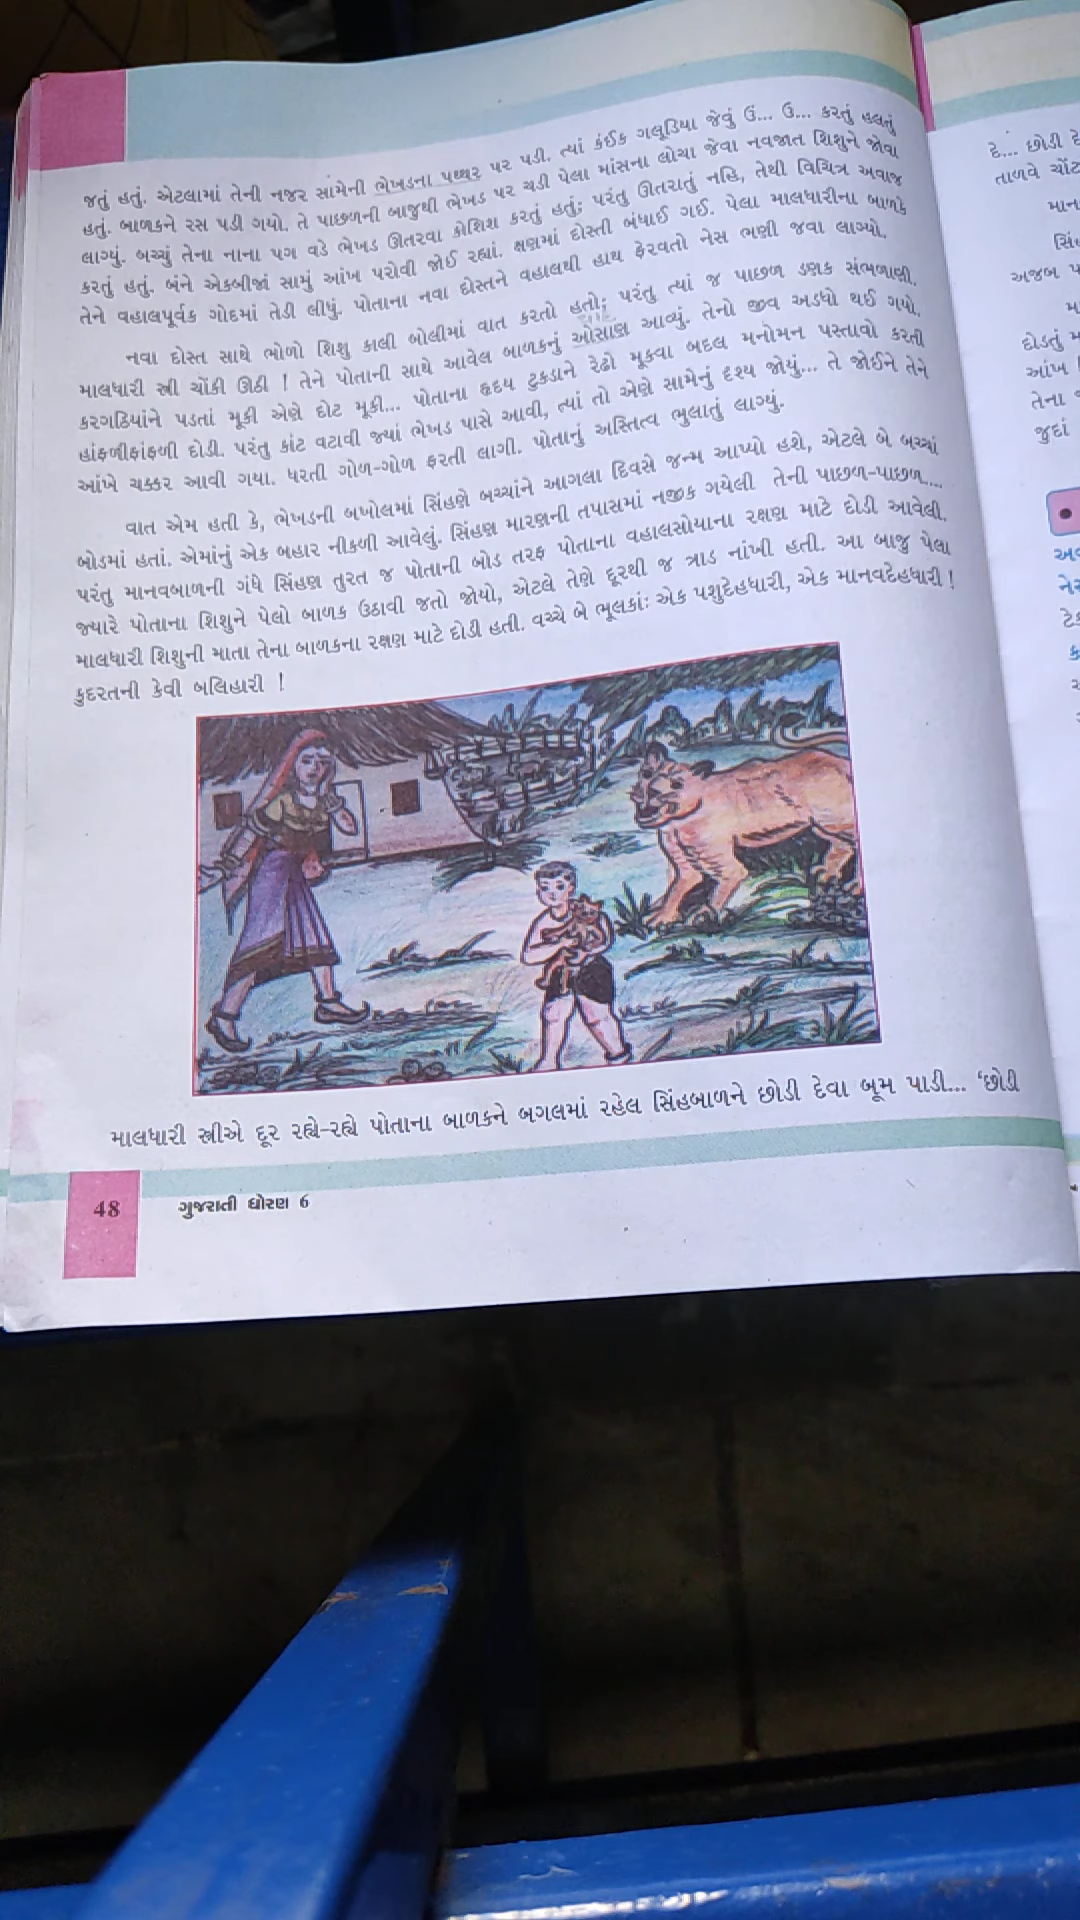 જતું હતું. એટલામાં તેની નજર સામેની ભેખડના પથ્થર પર પડી. ત્યાં કંઈક ગલૂડિયા જેવું ઉં... ઉં... કરતું હલતું
હતું. બાળકને રસ પડી ગયો. તે પાછળની બાજુથી ભેખડ પર ચડી પેલા માંસના લોચા જેવા નવજાત શિશુને જોવા
લાગ્યું. બચ્ચું તેના નાના પગ વડે ભેખડ ઊતરવા કોશિશ કરતું હતું; પરંતુ ઊતરાતું નહિ, તેથી વિચિત્ર અવાજ
કરતું હતું. બંને એકબીજાં સામું આંખ પરોવી જોઈ રહ્યાં. ક્ષણમાં દોસ્તી બંધાઈ ગઈ. પેલા માલધારીના બાળકે
તેને વહાલપૂર્વક ગોદમાં તેડી લીધું. પોતાના નવા દોસ્તને વહાલથી હાથ ફેરવતો નેસ ભણી જવા લાગ્યો.
નવા દોસ્ત સાથે ભોળો શિશુ કાલી બોલીમાં વાત કરતો હતો; પરંતુ ત્યાં જ પાછળ ડણક સંભળાણી.
માલધારી સ્ત્રી ચોંકી ઊઠી ! તેને પોતાની સાથે આવેલ બાળકનું ઓસાણ આવ્યું. તેનો જીવ અડધો થઈ ગયો.
કરગઠિયાંને પડતાં મૂકી એણે દોટ મૂકી... પોતાના હૃદય ટુકડાને રેઢો મૂકવા બદલ મનોમન પસ્તાવો કરતી
હાંફળીફાંફળી દોડી. પરંતુ કાંટ વટાવી જ્યાં ભેખડ પાસે આવી, ત્યાં તો એણે સામેનું દૃશ્ય જોયું... તે જોઈને તેને
આંખે ચક્કર આવી ગયા. ધરતી ગોળ-ગોળ ફરતી લાગી. પોતાનું અસ્તિત્વ ભુલાતું લાગ્યું.
વાત એમ હતી કે, ભેખડની બખોલમાં સિંહણે બચ્ચાંને આગલા દિવસે જન્મ આપ્યો હશે, એટલે બે બચ્ચાં
બોડમાં હતાં. એમાંનું એક બહાર નીકળી આવેલું. સિંહણ મારણની તપાસમાં નજીક ગયેલી તેની પાછળ-પાછળ....
પરંતુ માનવબાળની ગંધે સિંહણ તુરત જ પોતાની બોડ તરફ પોતાના વહાલસોયાના રક્ષણ માટે દોડી આવેલી.
જ્યારે પોતાના શિશુને પેલો બાળક ઉઠાવી જતો જોયો, એટલે તેણે દૂરથી જ ત્રાડ નાંખી હતી. આ બાજુ પેલા
માલધારી શિશુની માતા તેના બાળકના રક્ષણ માટે દોડી હતી. વચ્ચે બે ભૂલકાંઃ એક પશુદેહધારી, એક માનવદેહધારી !
કુદરતની કેવી બલિહારી !
માલધારી સ્ત્રીએ દૂર રહ્યે-રહ્યે પોતાના બાળકને બગલમાં રહેલ સિંહબાળને છોડી દેવા બૂમ પાડી... ‘છોડી
48
ગુજરાતી ધોરણ 6
દે... છોડી
તાળવે
અજબ
દોડતું
આંખ
તેના
જુદાં